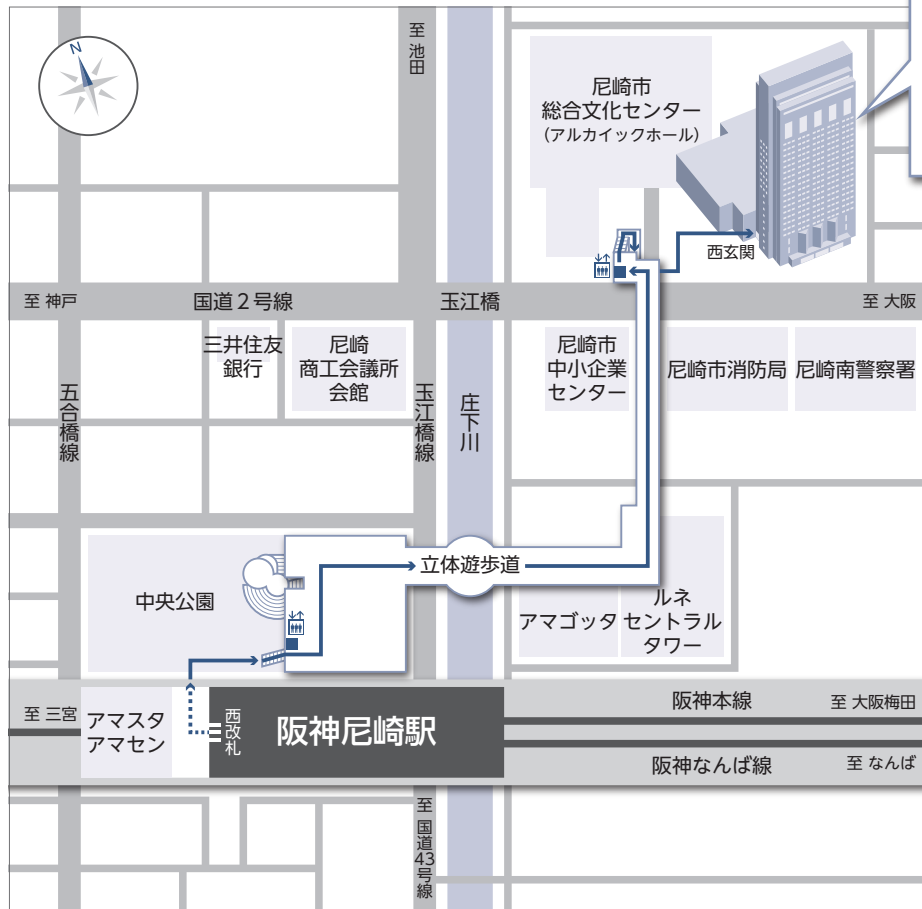 N
至 池田
尼崎市
総合文化センター
(アルカイックホール)
西玄関
至 神戸
国道２号線
玉江橋
至 大阪
三井住友
銀行
尼崎
商工会議所
会館
尼崎市
中小企業
センター
尼崎市消防局
尼崎南警察署
五合橋線
玉江橋線
庄下川
立体遊歩道
中央公園
アマゴッタ
ルネ
セントラル
タワー
至 三宮
アマスタ
アマセン
西改札
阪神尼崎駅
阪神本線
至 大阪梅田
阪神なんば線
至 なんば
至 国道43号線